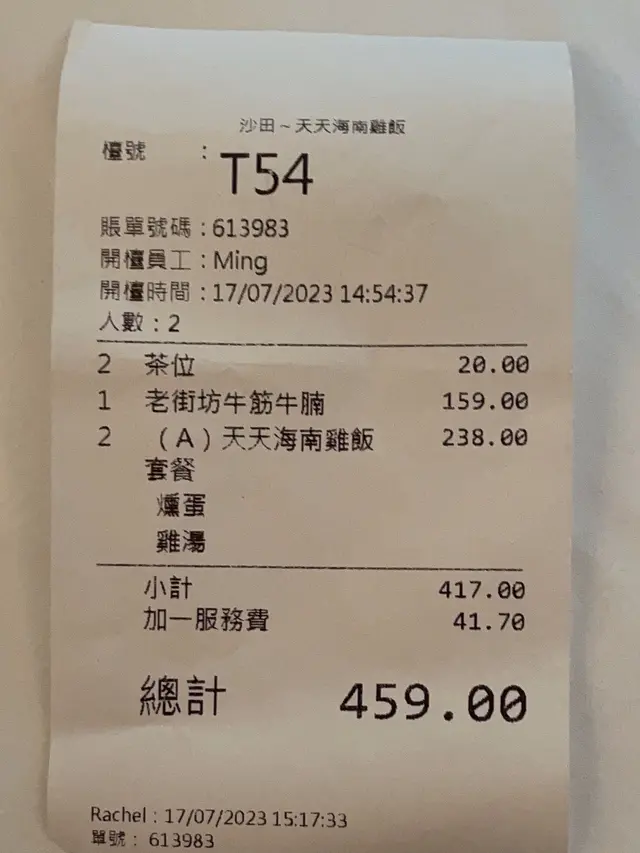 沙田～天天海南雞飯
檯號 : T54
賬單號碼 : 613983
開檯員工 : Ming
開檯時間 : 17/07/2023 14:54:37
人數 : 2
2 茶位 20.00
1 老街坊牛筋牛腩 159.00
2 （A）天天海南雞飯 238.00
套餐
燻蛋
雞湯
小計 417.00
加一服務費 41.70
總計 459.00
Rachel : 17/07/2023 15:17:33
單號 : 613983